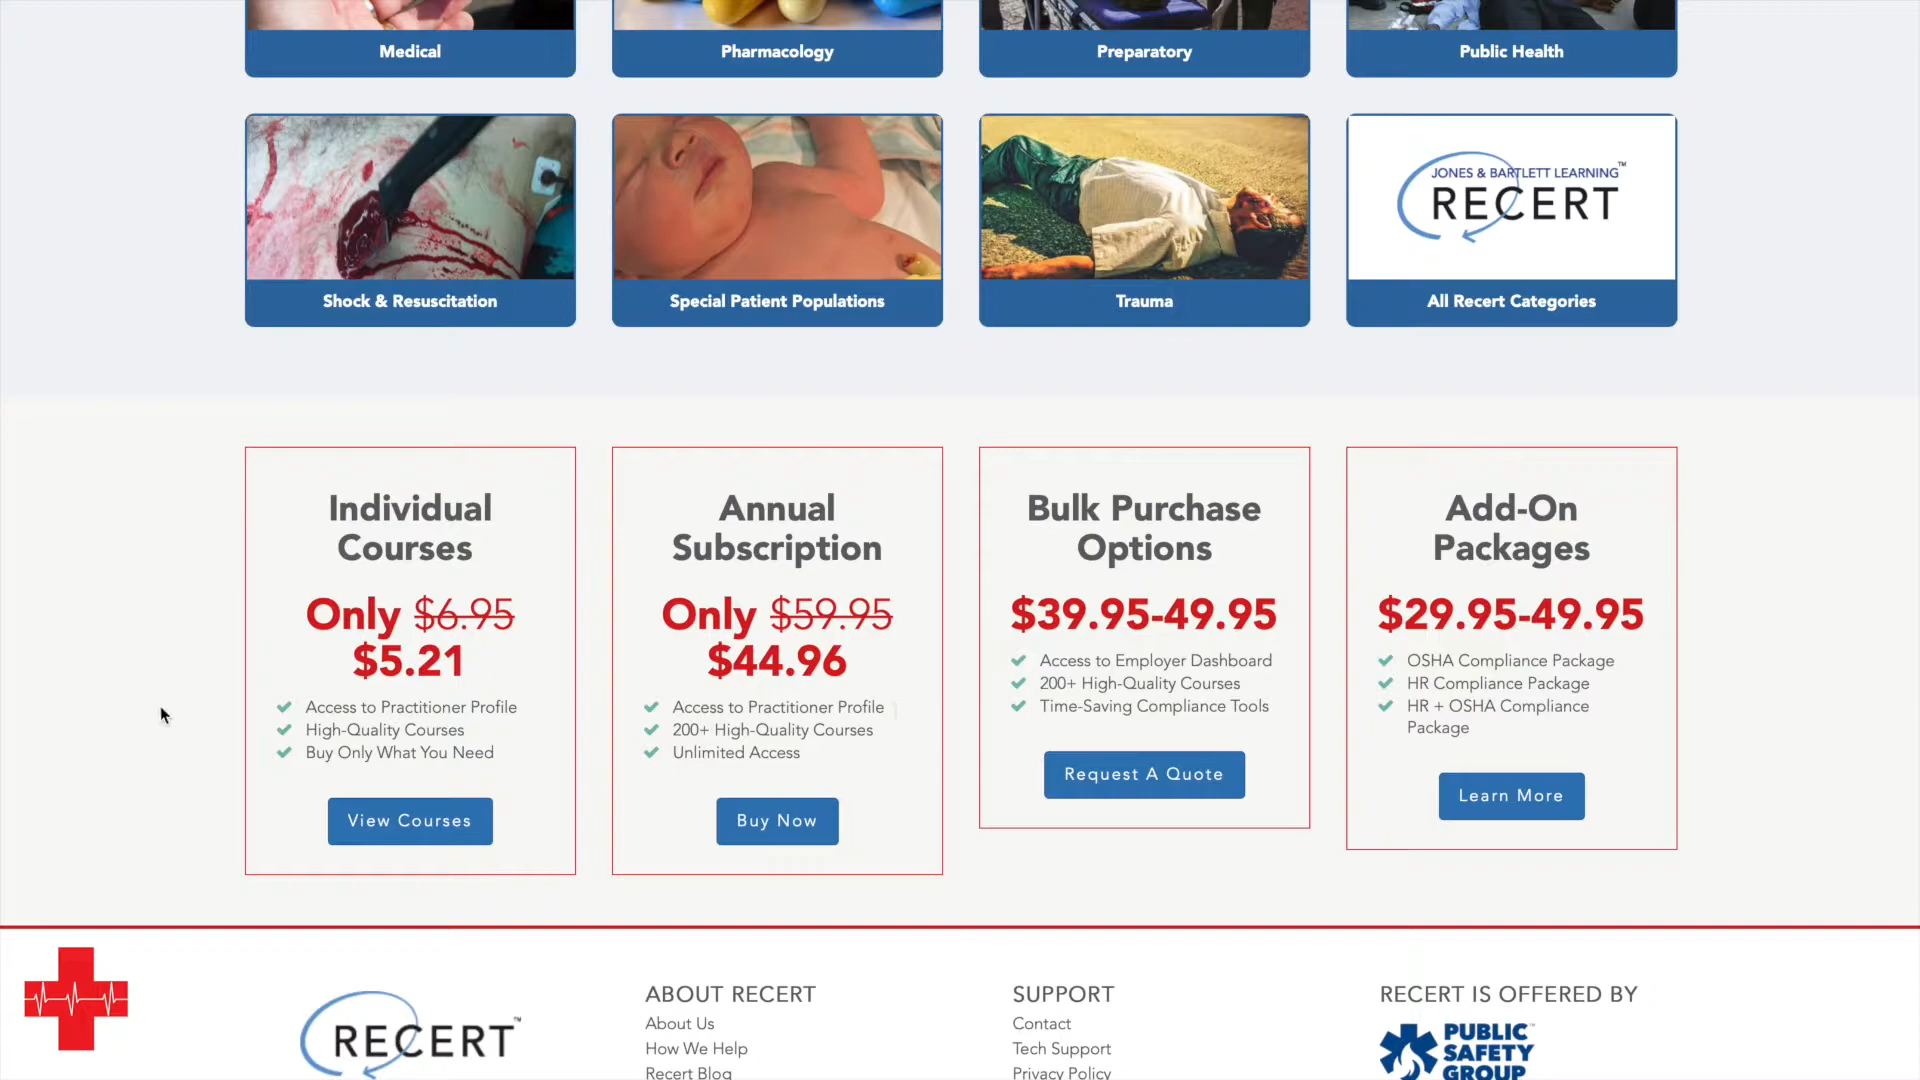 Medical
Pharmacology
Preparatory
Public Health
JONES & BARTLETT LEARNING™
RECERT
Shock & Resuscitation
Special Patient Populations
Trauma
All Recert Categories
Individual
Courses
Only $6.95
$5.21
Access to Practitioner Profile
High-Quality Courses
Buy Only What You Need
View Courses
Annual
Subscription
Only $59.95
$44.96
Access to Practitioner Profile
200+ High-Quality Courses
Unlimited Access
Buy Now
Bulk Purchase
Options
$39.95-49.95
Access to Employer Dashboard
200+ High-Quality Courses
Time-Saving Compliance Tools
Request A Quote
Add-On
Packages
$29.95-49.95
OSHA Compliance Package
HR Compliance Package
HR + OSHA Compliance
Package
Learn More
RECERT™
ABOUT RECERT
About Us
How We Help
Recert Blog
SUPPORT
Contact
Tech Support
Privacy Policy
RECERT IS OFFERED BY
PUBLIC
SAFETY
GROUP